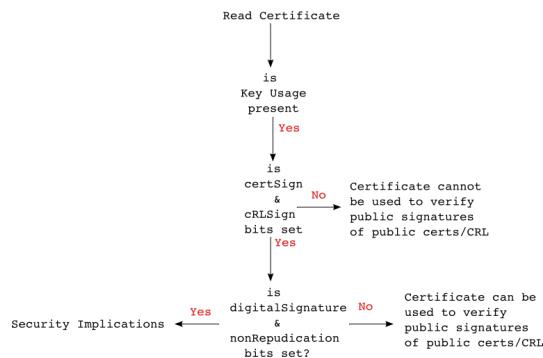 Read Certificate
is
Key Usage
present
Yes
is
certSign
&
cRLSign
bits set
No
Certificate cannot
be used to verify
public signatures
of public certs/CRL
Yes
is
digitalSignature
&
nonRepudication
bits set?
Yes
Security Implications
No
Certificate can be
used to verify
public signatures
of public certs/CRL